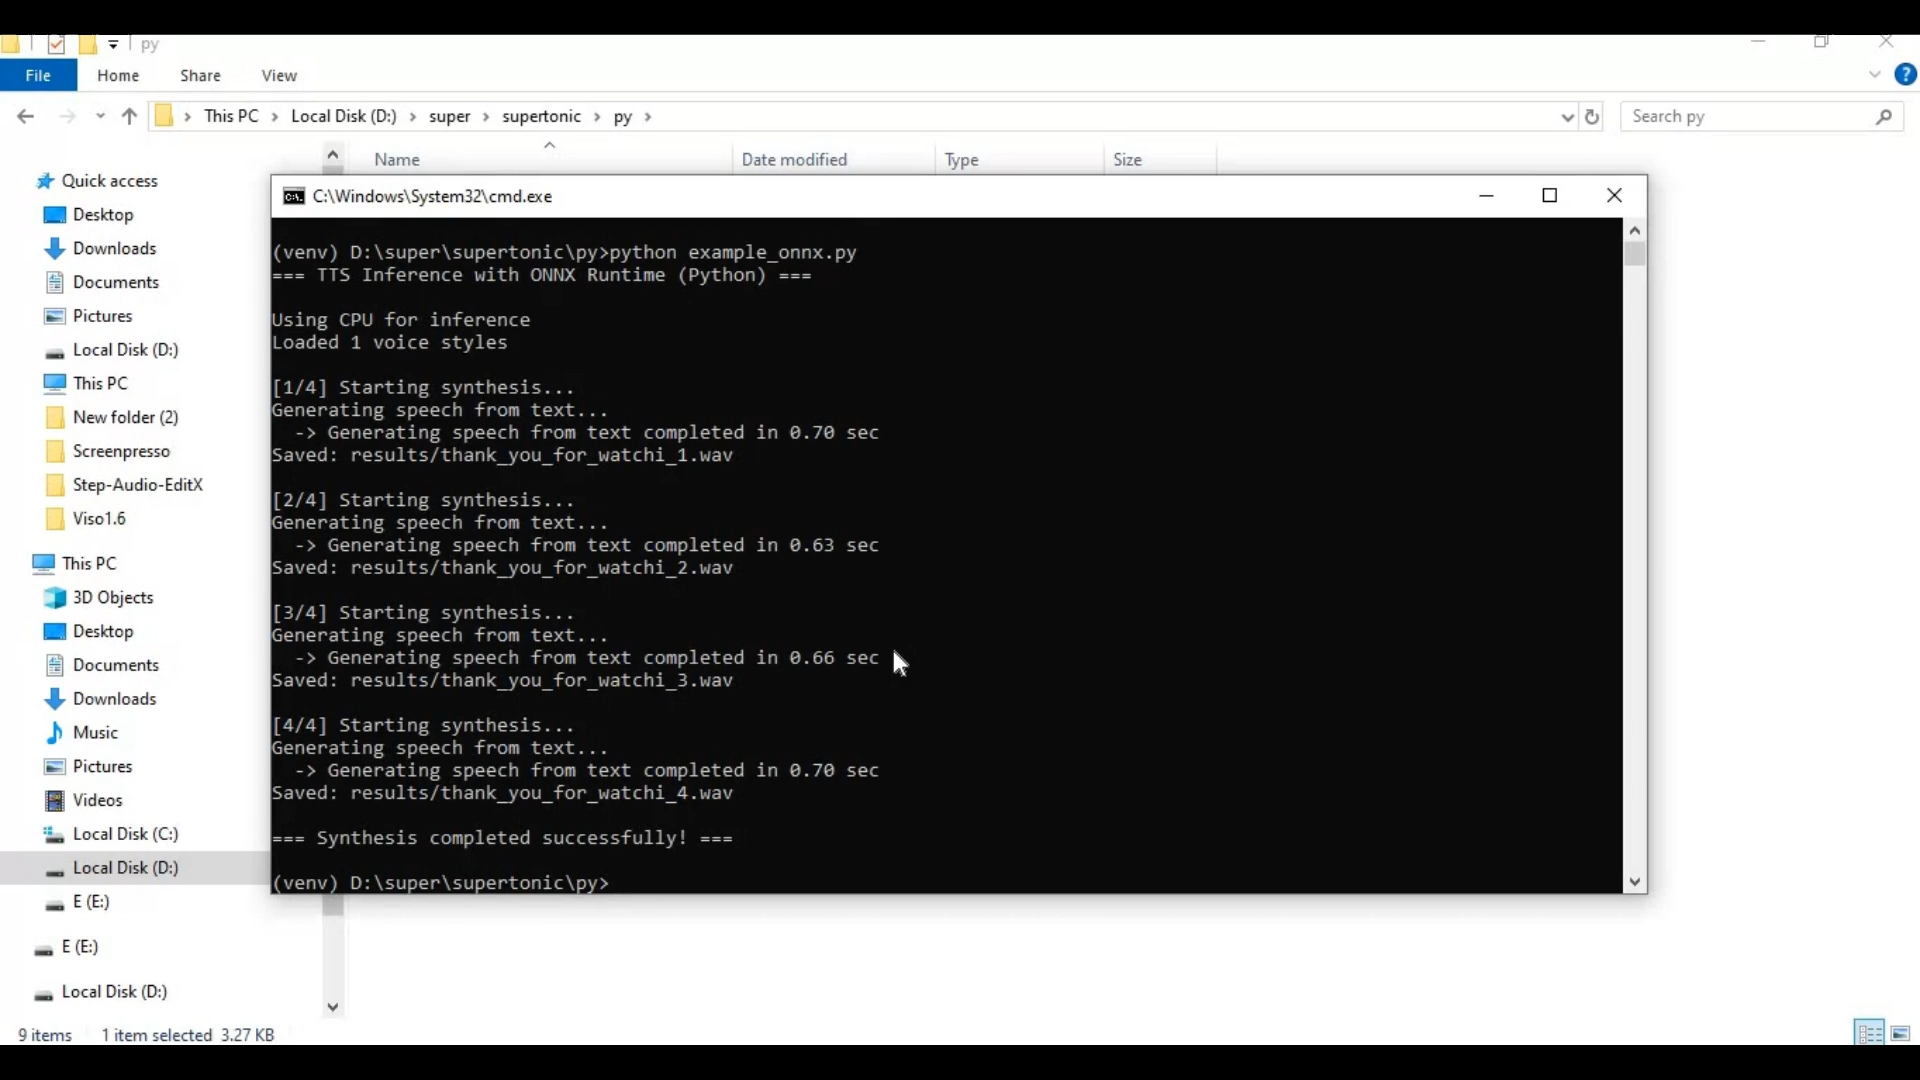 py
File Home Share View
This PC > Local Disk (D:) > super > supertonic > py >
Search py
Name Date modified Type Size
Quick access
Desktop
Downloads
Documents
Pictures
Local Disk (D:)
This PC
New folder (2)
Screenpresso
Step-Audio-EditX
Viso1.6
This PC
3D Objects
Desktop
Documents
Downloads
Music
Pictures
Videos
Local Disk (C:)
Local Disk (D:)
E (E:)
E (E:)
Local Disk (D:)
9 items 1 item selected 3.27 KB
C:\Windows\System32\cmd.exe
(venv) D:\super\supertonic\py>python example_onnx.py
=== TTS Inference with ONNX Runtime (Python) ===
Using CPU for inference
Loaded 1 voice styles
[1/4] Starting synthesis...
Generating speech from text...
-> Generating speech from text completed in 0.70 sec
Saved: results/thank_you_for_watchi_1.wav
[2/4] Starting synthesis...
Generating speech from text...
-> Generating speech from text completed in 0.63 sec
Saved: results/thank_you_for_watchi_2.wav
[3/4] Starting synthesis...
Generating speech from text...
-> Generating speech from text completed in 0.66 sec
Saved: results/thank_you_for_watchi_3.wav
[4/4] Starting synthesis...
Generating speech from text...
-> Generating speech from text completed in 0.70 sec
Saved: results/thank_you_for_watchi_4.wav
=== Synthesis completed successfully! ===
(venv) D:\super\supertonic\py>